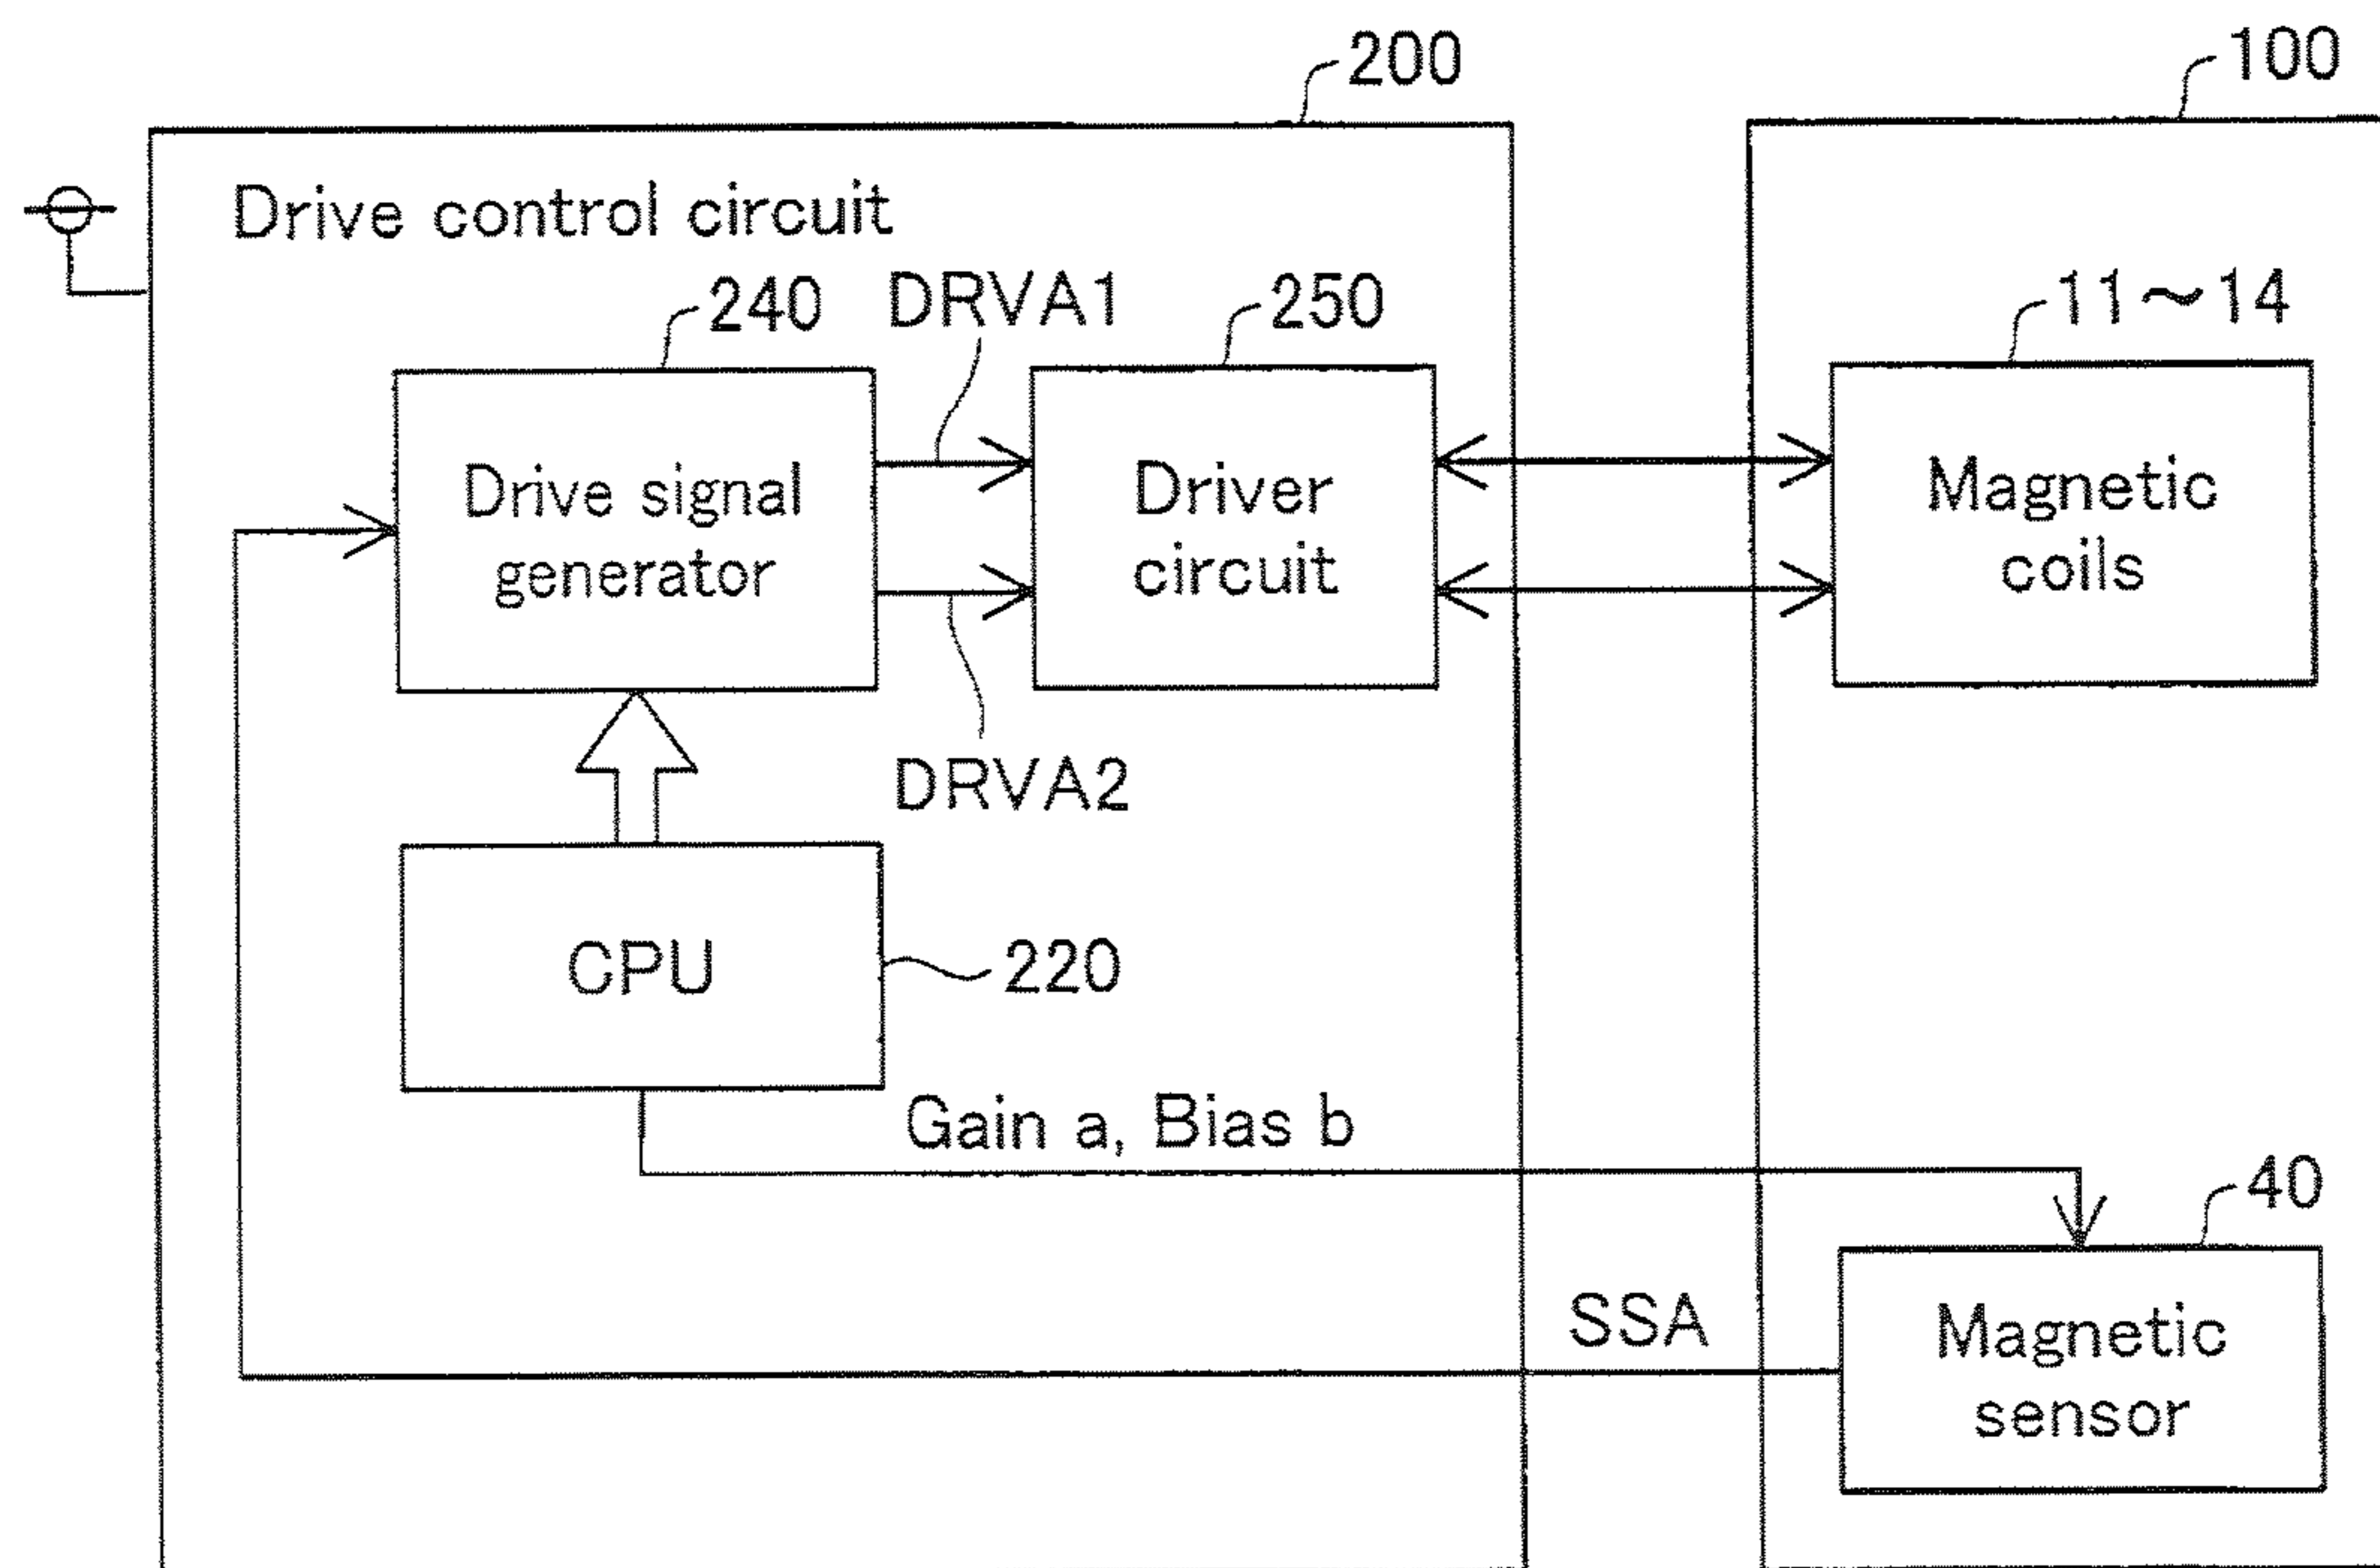 200
100
Drive control circuit
240
DRVA1
250
11~14
Drive signal
generator
Driver
circuit
Magnetic
coils
DRVA2
CPU
220
Gain a, Bias b
40
SSA
Magnetic
sensor